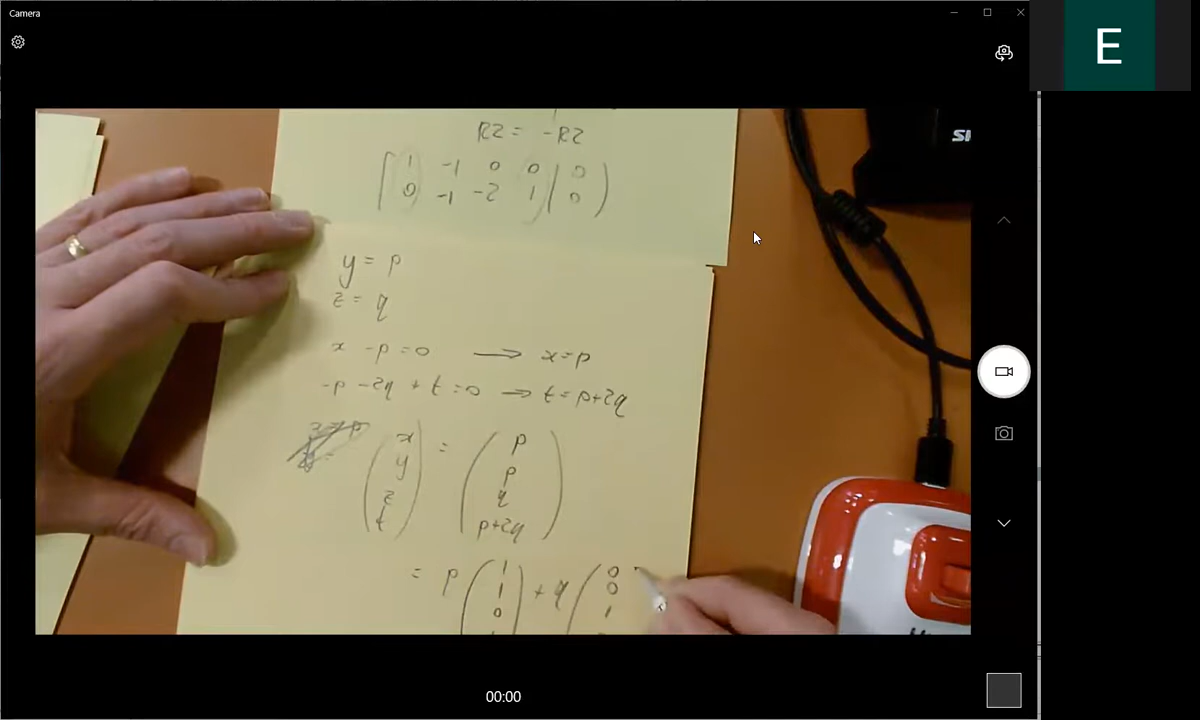 Camera
E
R2 = -R2
SK
[ 1 -1 0 0 | 0 )
[ 0 -1 -2 1 | 0 )
y = p
z = q
x - p = 0 → x = p
-p - 2q + t = 0 → t = p+2q
( x y z t ) = ( p p q p+2q )
= p ( 1 1 0 ) + q ( 0 0 1
00:00